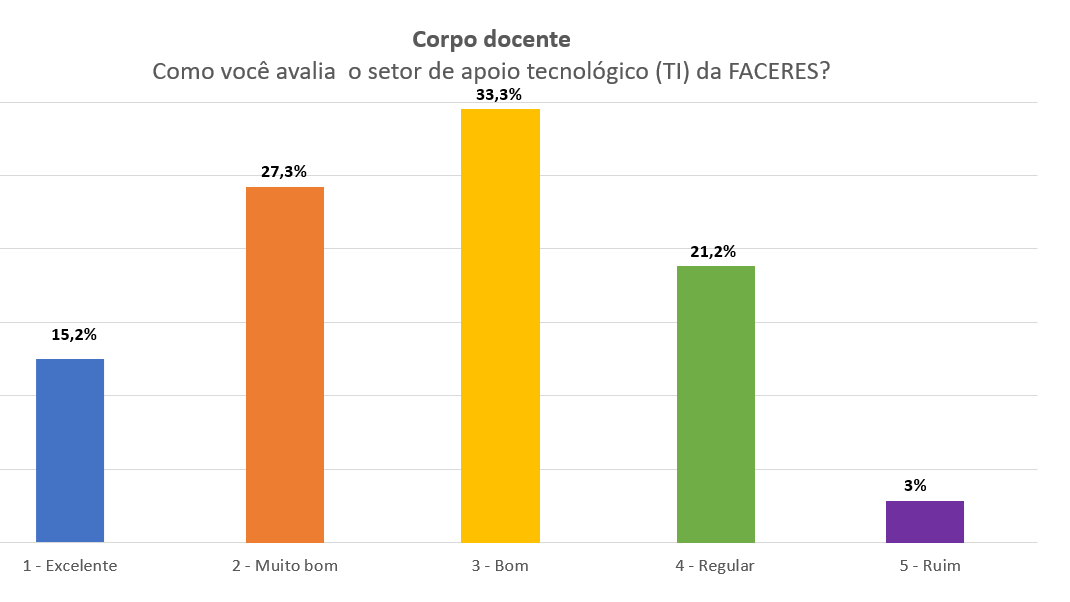 Corpo docente
Como você avalia  o setor de apoio tecnológico (TI) da FACERES?
33,3%
27,3%
21,2%
15,2%
3%
1 - Excelente
2 - Muito bom
3 - Bom
4 - Regular
5 - Ruim